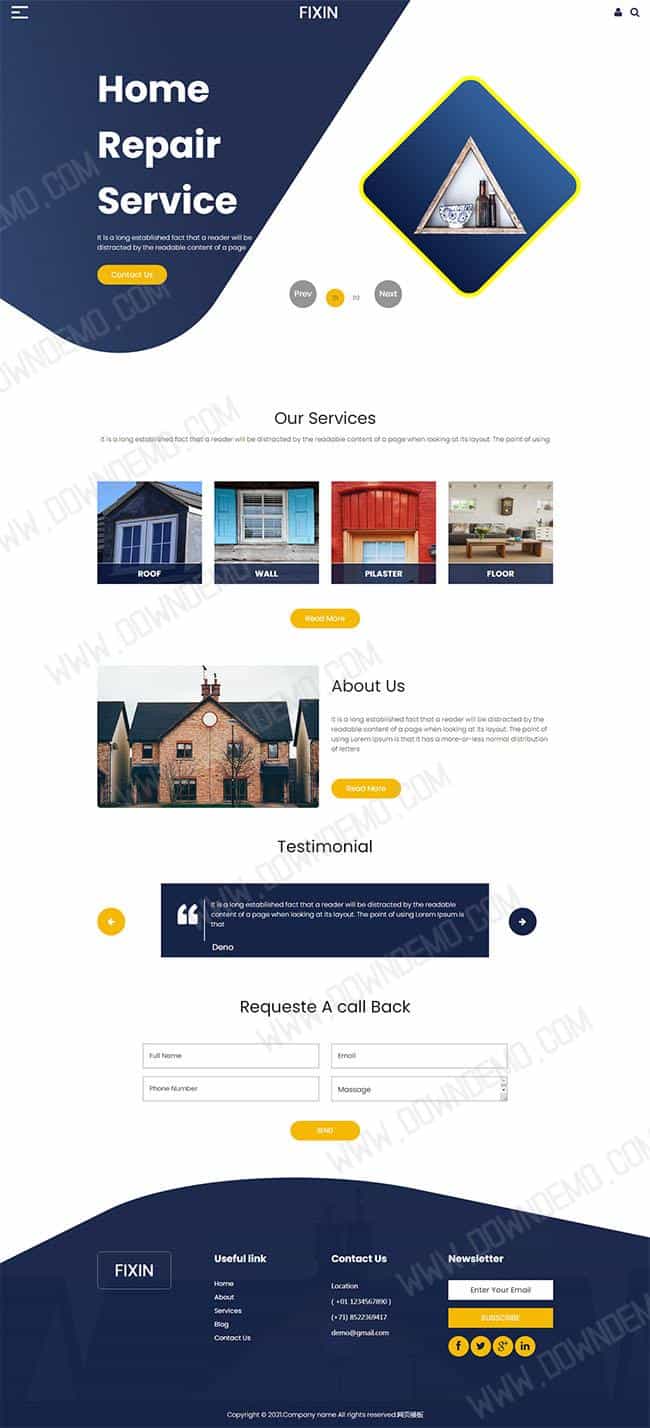 FIXIN
Home
Repair
Service
It Is a long established fact that a reader will be
distracted by the readable content of a page
Contact Us
Prev
01
02
Next
Our Services
It is a long established fact that a reader will be distracted by the readable content of a page when looking at its layout. The point of using
ROOF
WALL
PILASTER
FLOOR
Read More
About Us
It is a long established fact that a reader will be distracted by the
readable content of a page when looking at its layout. The point of
using Lorem Ipsum is that it has a more-or-less normal distribution
of letters
Read More
Testimonial
It is a long established fact that a reader will be distracted by the readable
content of a page when looking at its layout. The point of using Lorem Ipsum is
that
Deno
Requeste A call Back
Full Name
Email
Phone Number
Massage
SEND
FIXIN
Useful link
Home
About
Services
Blog
Contact Us
Contact Us
Location
( +01 1234567890 )
(+71) 8522369417
demo@gmail.com
Newsletter
Enter Your Email
SUBSCRIBE
Copyright © 2021.Company name All rights reserved.网页模板
WWW.DOWNDEMO.COM